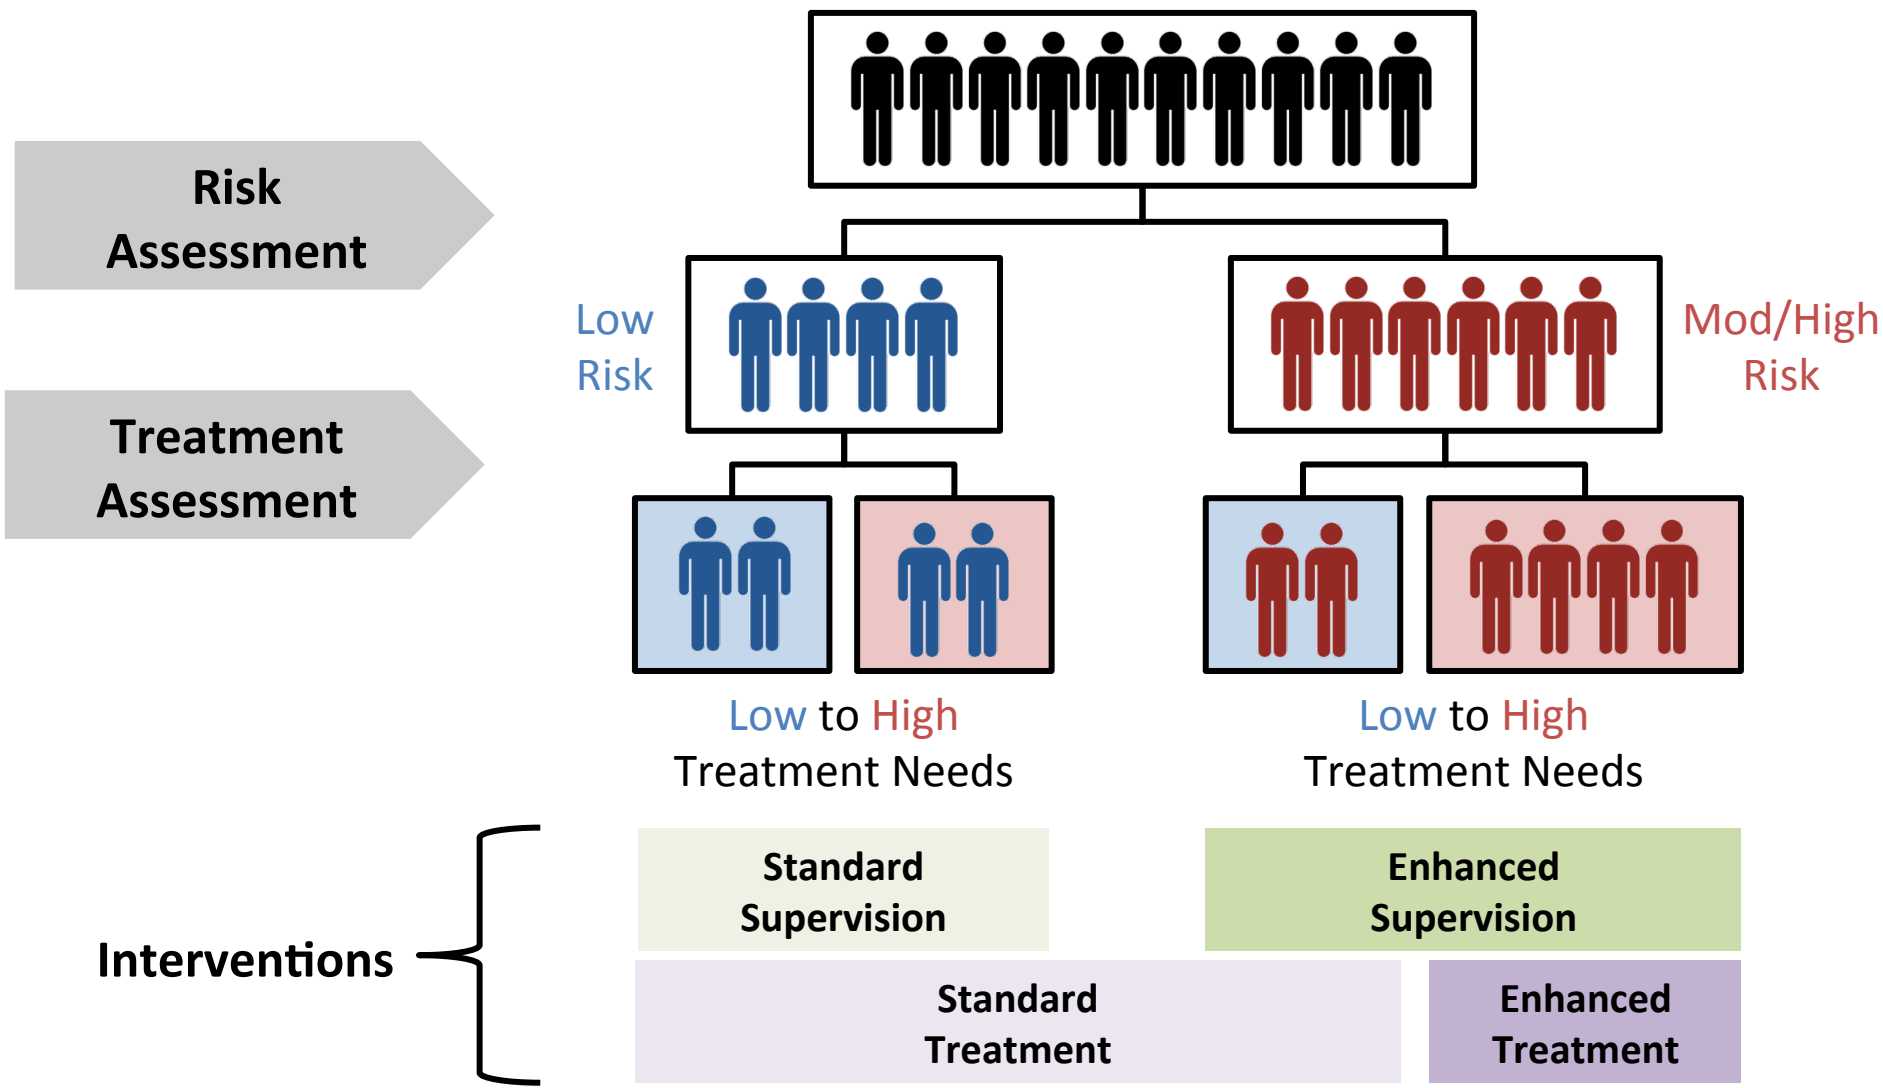 Risk
Assessment
Low
Risk
Mod/High
Risk
Treatment
Assessment
Low to High
Treatment Needs
Low to High
Treatment Needs
Interventions
Standard
Supervision
Enhanced
Supervision
Standard
Treatment
Enhanced
Treatment